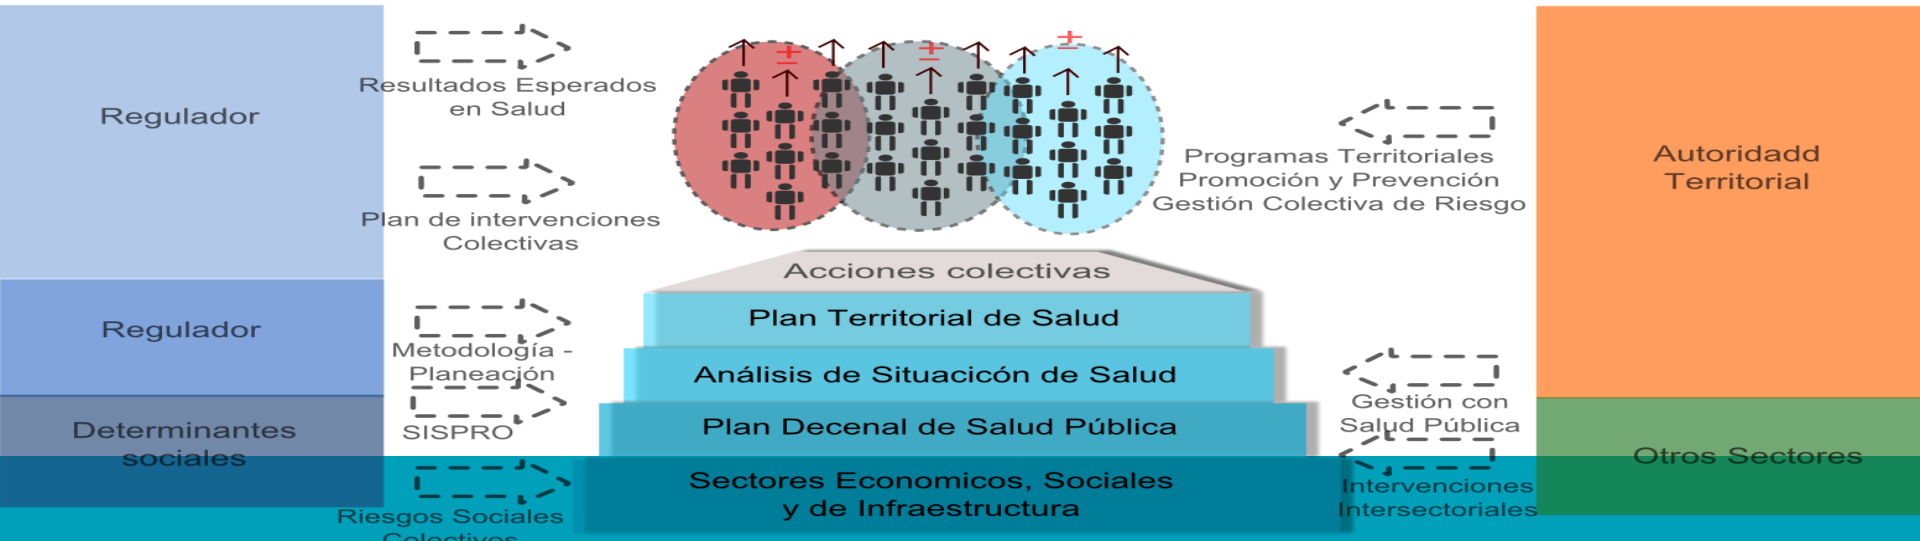 Regulador
Regulador
Determinantes
sociales
Resultados Esperados
en Salud
Plan de intervenciones
Colectivas
Metodología -
Planeación
SISPRO
Riesgos Sociales
Colectivos
Acciones colectivas
Plan Territorial de Salud
Análisis de Situacicón de Salud
Plan Decenal de Salud Pública
Sectores Economicos, Sociales
y de Infraestructura
Programas Territoriales
Promoción y Prevención
Gestión Colectiva de Riesgo
Gestión con
Salud Pública
Intervenciones
Intersectoriales
Autoridadd
Territorial
Otros Sectores